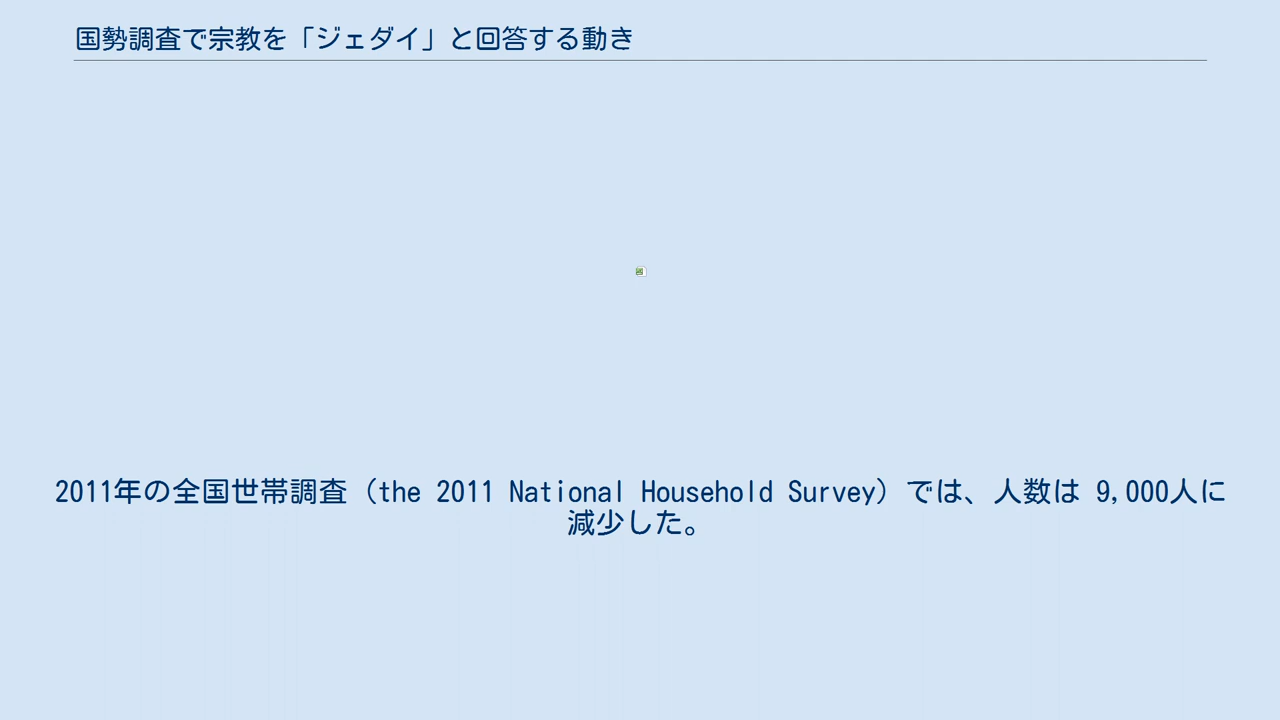 国勢調査で宗教を「ジェダイ」と回答する動き
2011年の全国世帯調査（the 2011 National Household Survey）では、人数は 9,000人に
減少した。